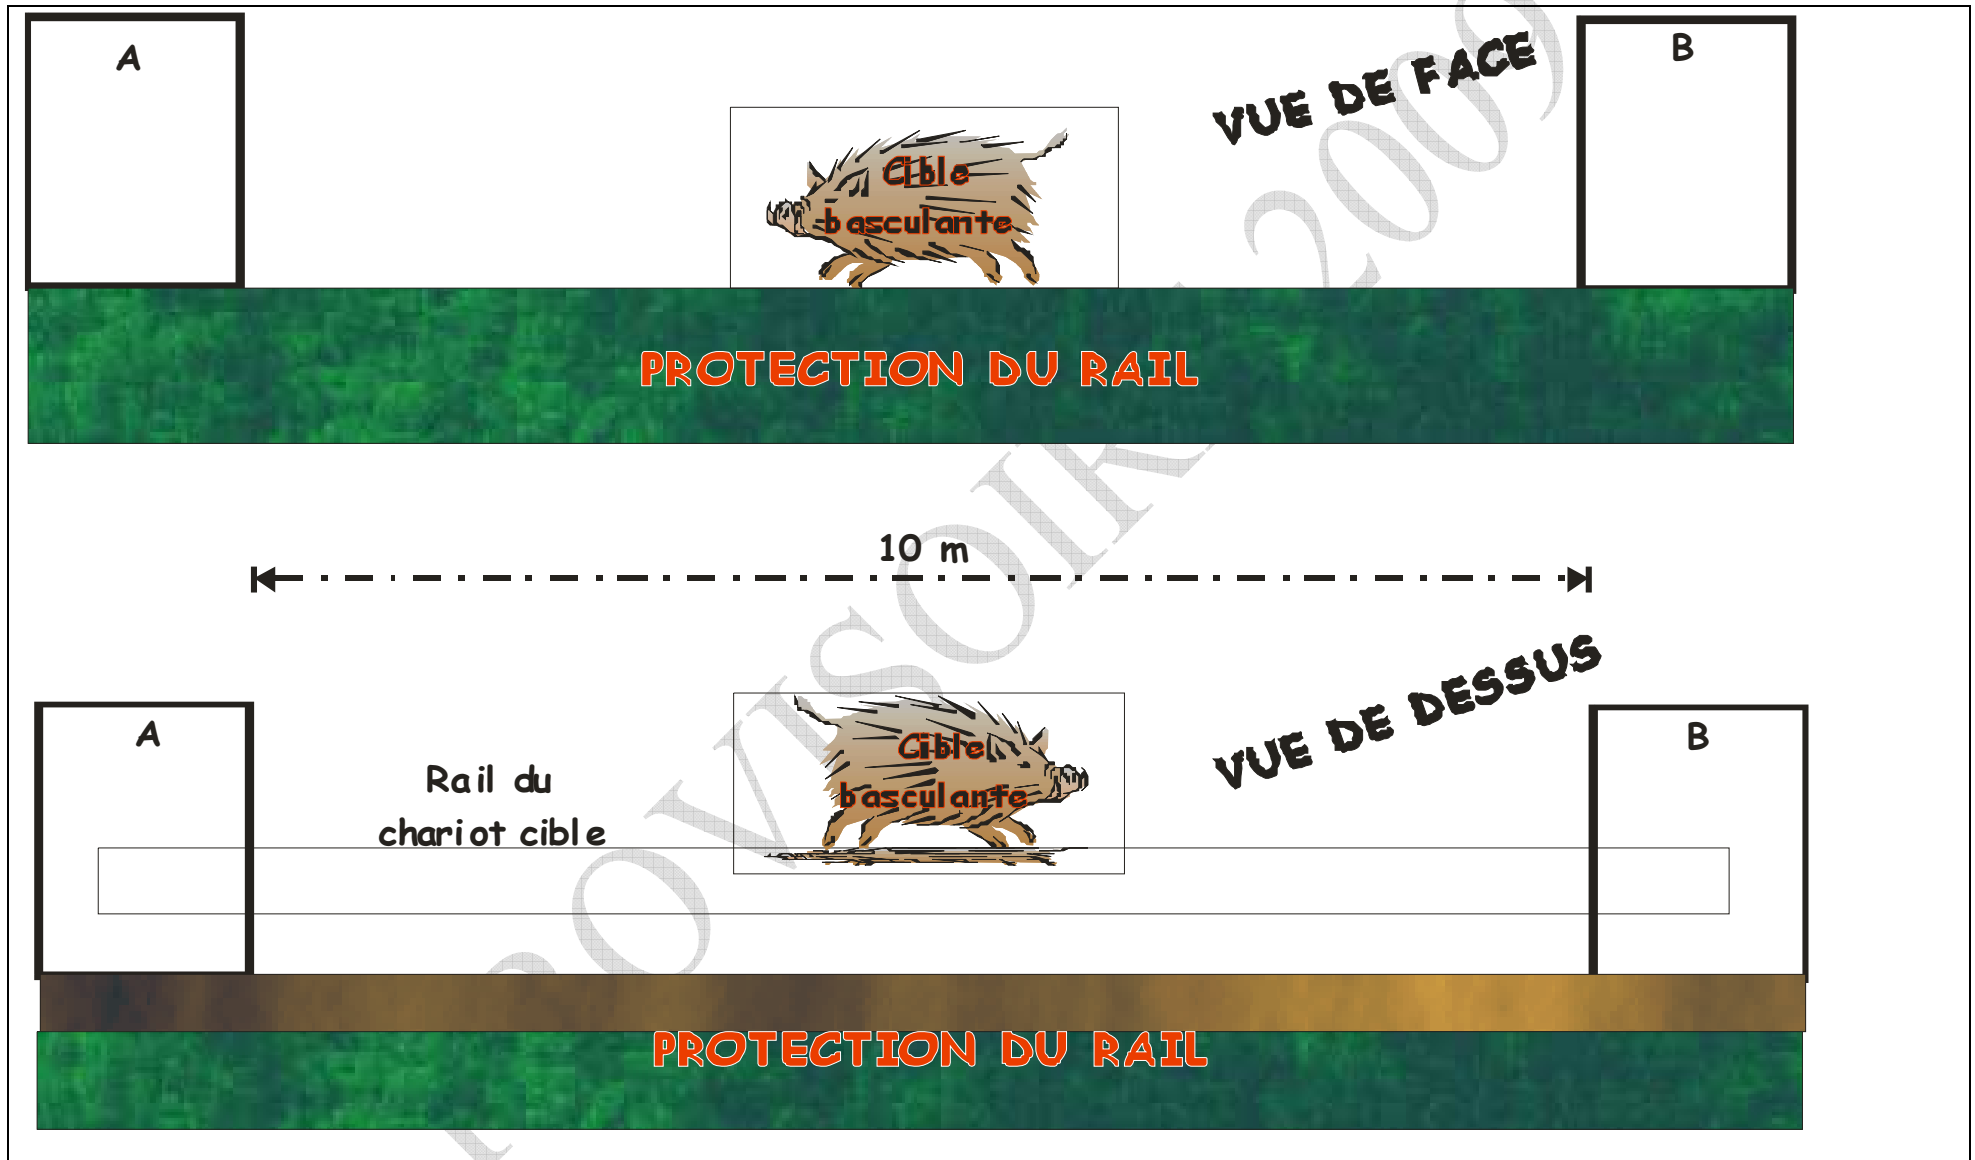 A
B
VUE DE FACE
Cible
basculante
PROTECTION DU RAIL
10 m
VUE DE DESSUS
A
B
Rail du
chariot cible
Cible
basculante
PROTECTION DU RAIL
PROVISOIRE 2009